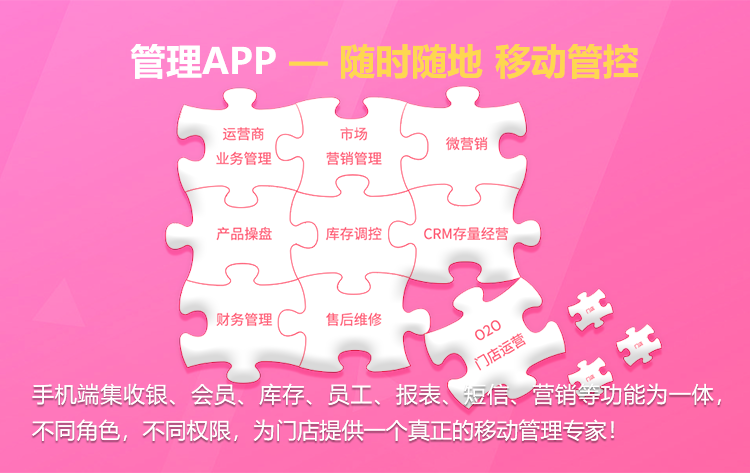 管理APP — 随时随地 移动管控
运营商
业务管理
市场
营销管理
微营销
产品操盘
库存调控
CRM存量经营
财务管理
售后维修
O2O
门店运营
手机端集收银、会员、库存、员工、报表、短信、营销等功能为一体，
不同角色，不同权限，为门店提供一个真正的移动管理专家！